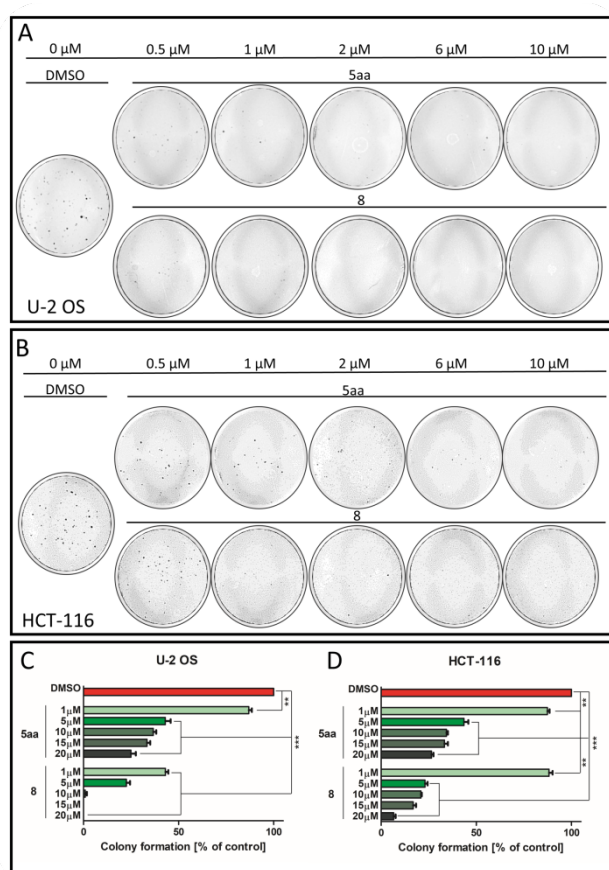 A
0 µM 0.5 µM 1 µM 2 µM 6 µM 10 µM
DMSO 5aa
8
U-2 OS
B
0 µM 0.5 µM 1 µM 2 µM 6 µM 10 µM
DMSO 5aa
8
HCT-116
C U-2 OS
DMSO
**
1µM
5µM
5aa 10µM
15µM
20µM
***
1µM
5µM
8 10µM
15µM
20µM
0 50 100
Colony formation [% of control]
D HCT-116
DMSO
**
1µM
5µM
5aa 10µM
15µM
20µM
***
**
1µM
5µM
8 10µM
15µM
20µM
0 50 100
Colony formation [% of control]